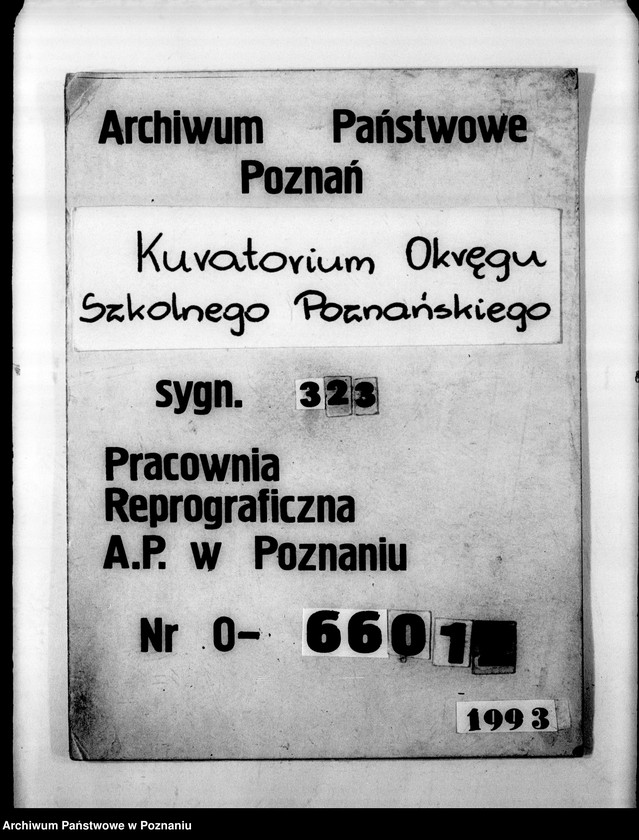 Archiwum Państwowe
Poznań
Kuratorium Okręgu
Szkolnego Poznańskiego
sygn. 323
Pracownia
Reprograficzna
A.P. w Poznaniu
Nr 0- 6601
1993
Archiwum Państwowe w Poznaniu